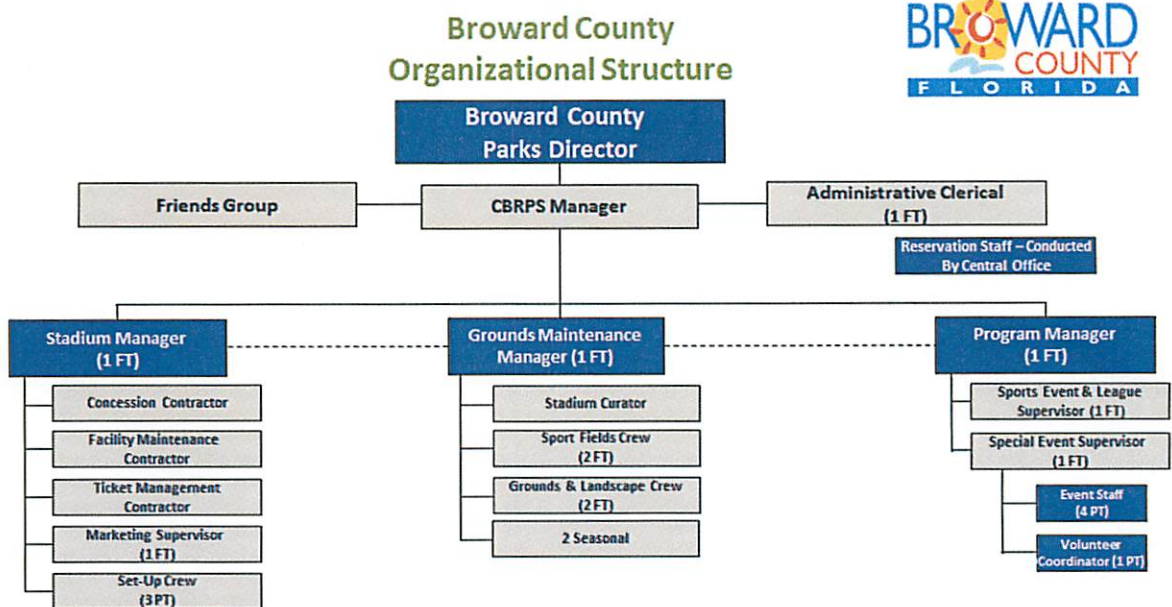 Broward County
Organizational Structure
BROWARD
COUNTY
FLORIDA
Broward County
Parks Director
Friends Group
CBRPS Manager
Administrative Clerical
(1 FT)
Reservation Staff – Conducted
By Central Office
Stadium Manager
(1 FT)
Grounds Maintenance
Manager (1 FT)
Program Manager
(1 FT)
Concession Contractor
Facility Maintenance
Contractor
Ticket Management
Contractor
Marketing Supervisor
(1 FT)
Set-Up Crew
(3 PT)
Stadium Curator
Sport Fields Crew
(2 FT)
Grounds & Landscape Crew
(2 FT)
2 Seasonal
Sports Event & League
Supervisor (1 FT)
Special Event Supervisor
(1 FT)
Event Staff
(4 PT)
Volunteer
Coordinator (1 PT)